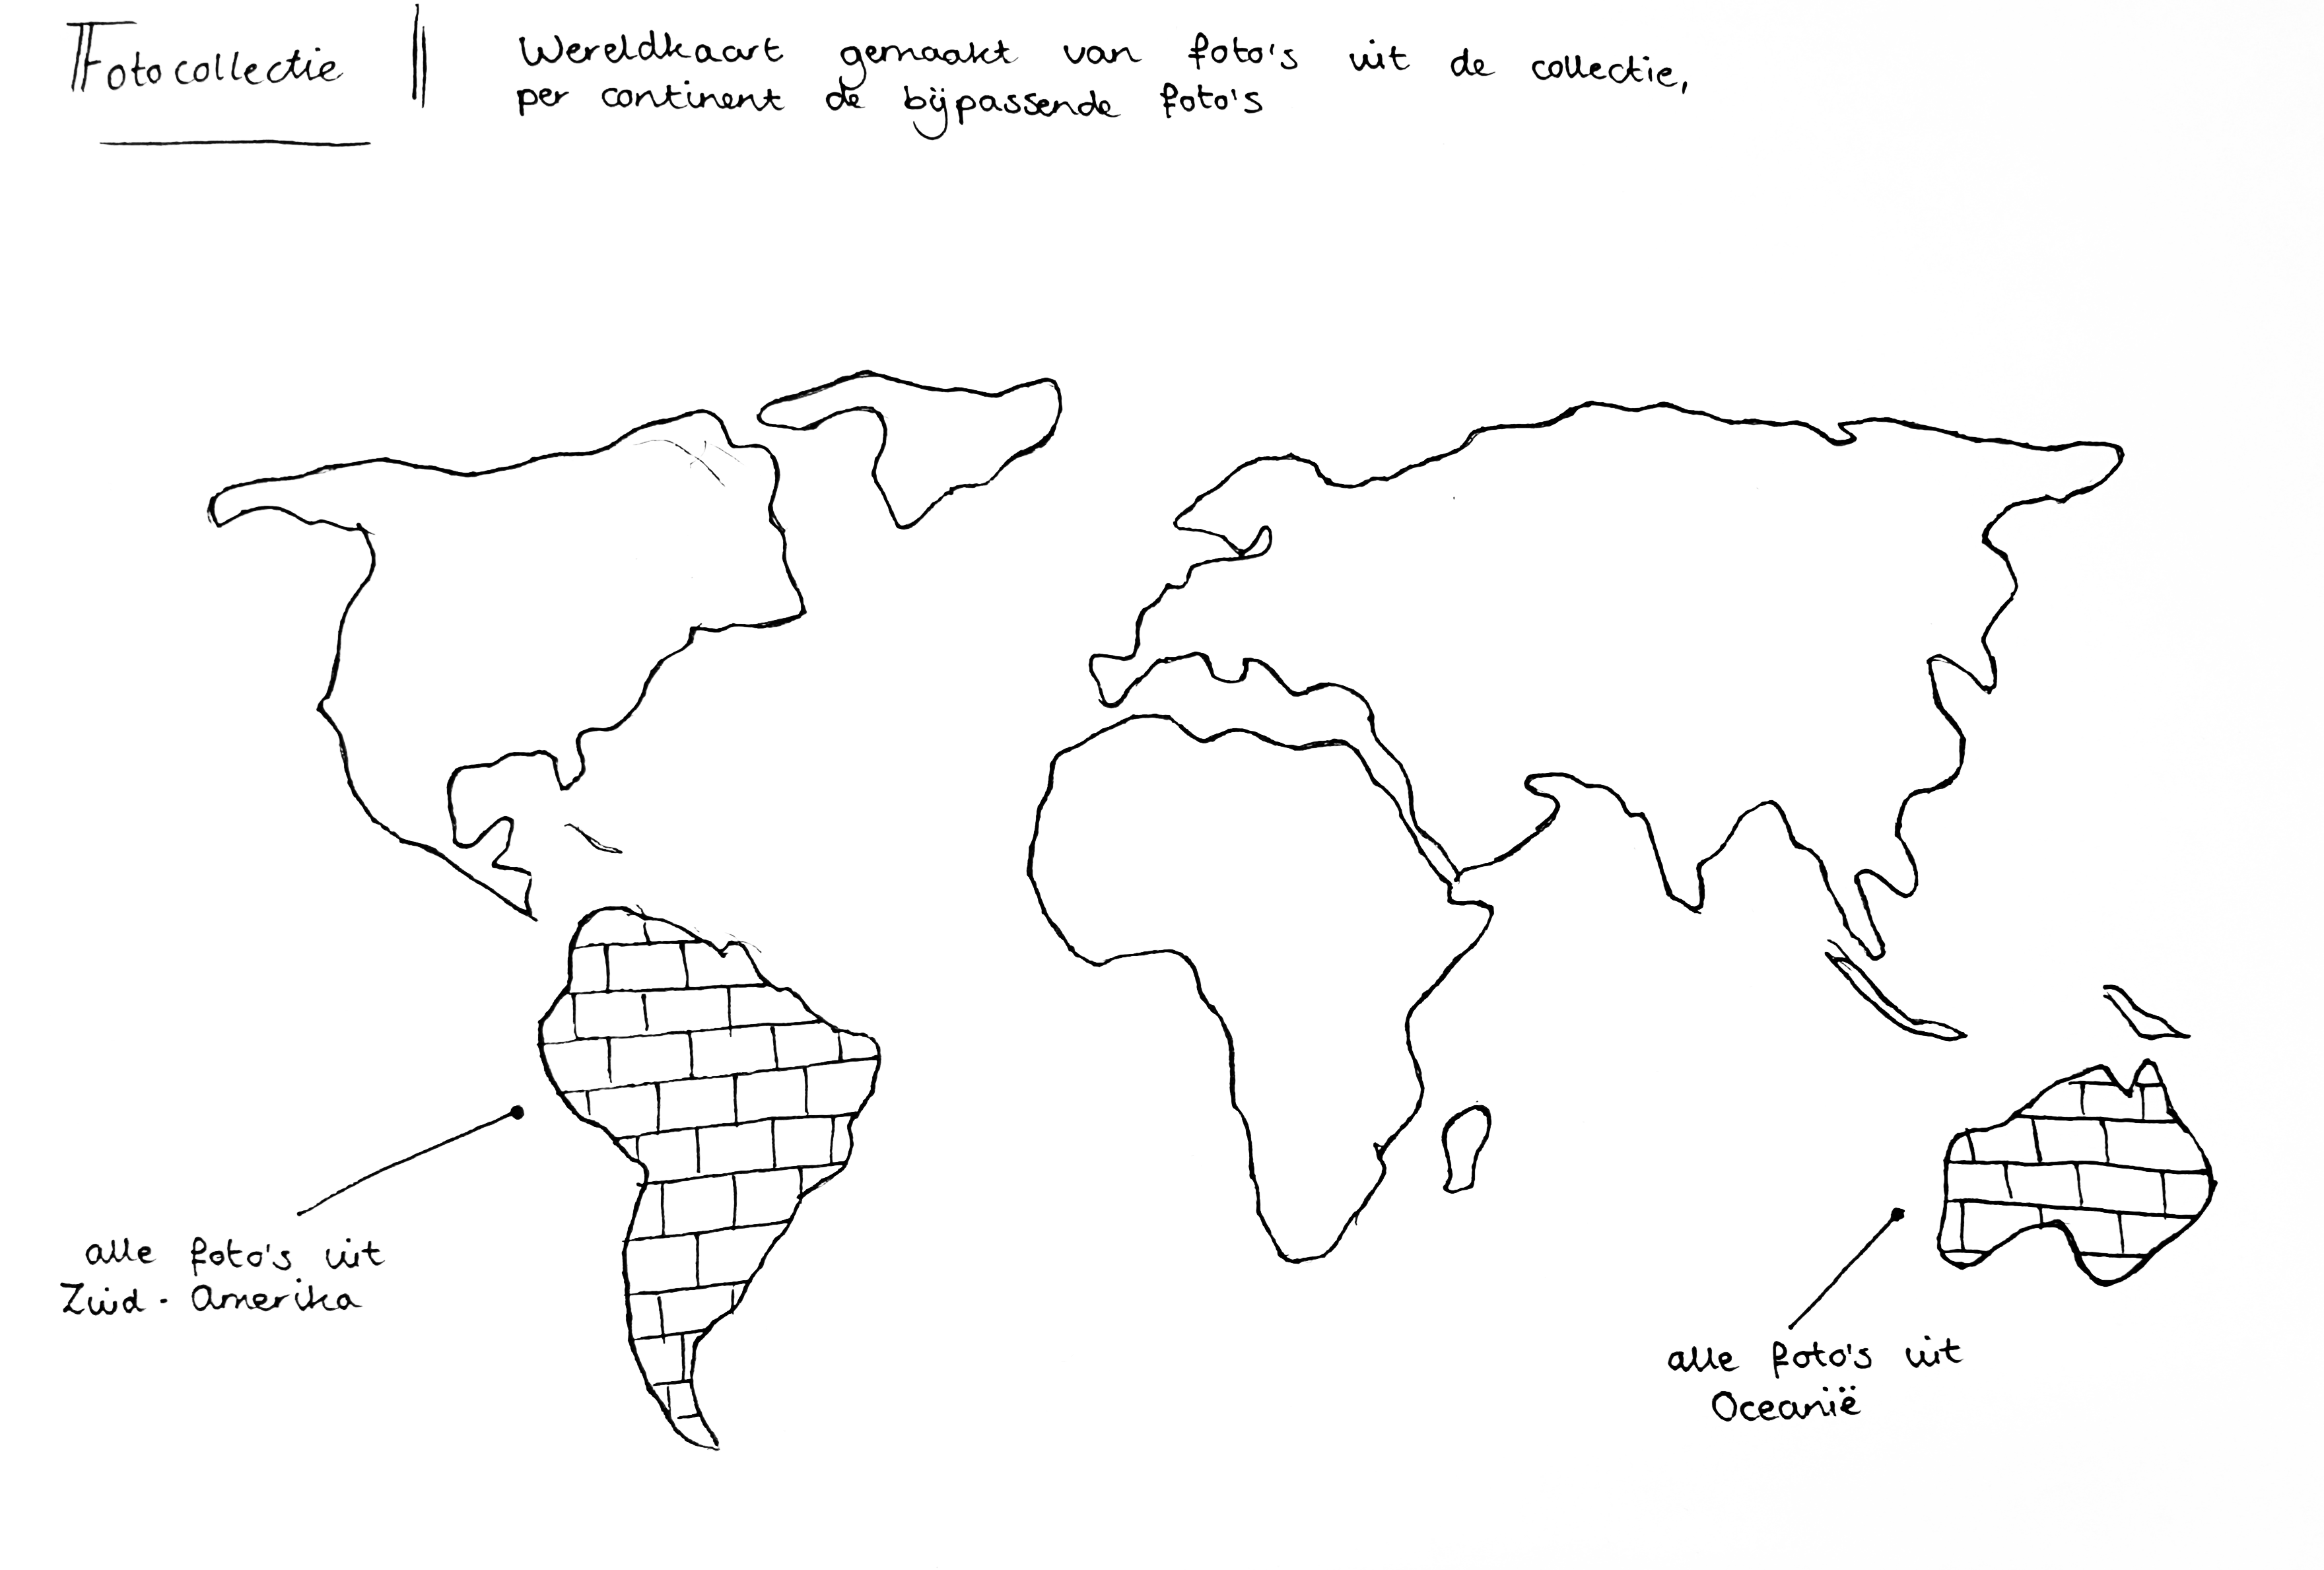 Fotocollectie
Wereldkaart gemaakt van foto's uit de collectie,
per continent de bijpassende foto's
alle foto's uit
Zuid-Amerika
alle foto's uit
Oceanië